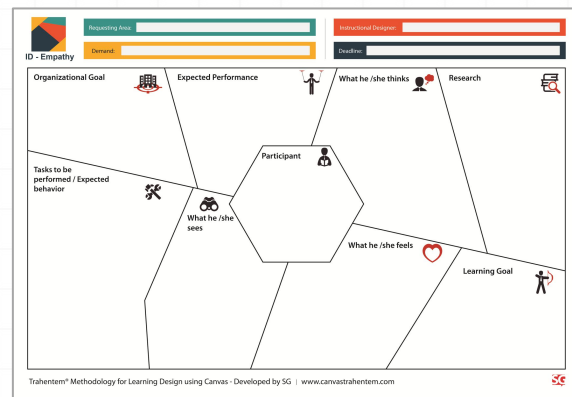 Requesting Area:
Instructional Designer:
ID - Empathy
Demand:
Deadline:
Organizational Goal
Expected Performance
What he /she thinks
Research
Participant
Tasks to be
performed / Expected
behavior
What he /she
sees
What he /she feels
Learning Goal
Trahentem® Methodology for Learning Design using Canvas - Developed by SG | www.canvastrahentem.com
SG